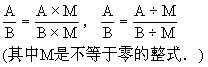 A/B = A×M/B×M, A/B = A÷M/B÷M
(其中M是不等于零的整式.)